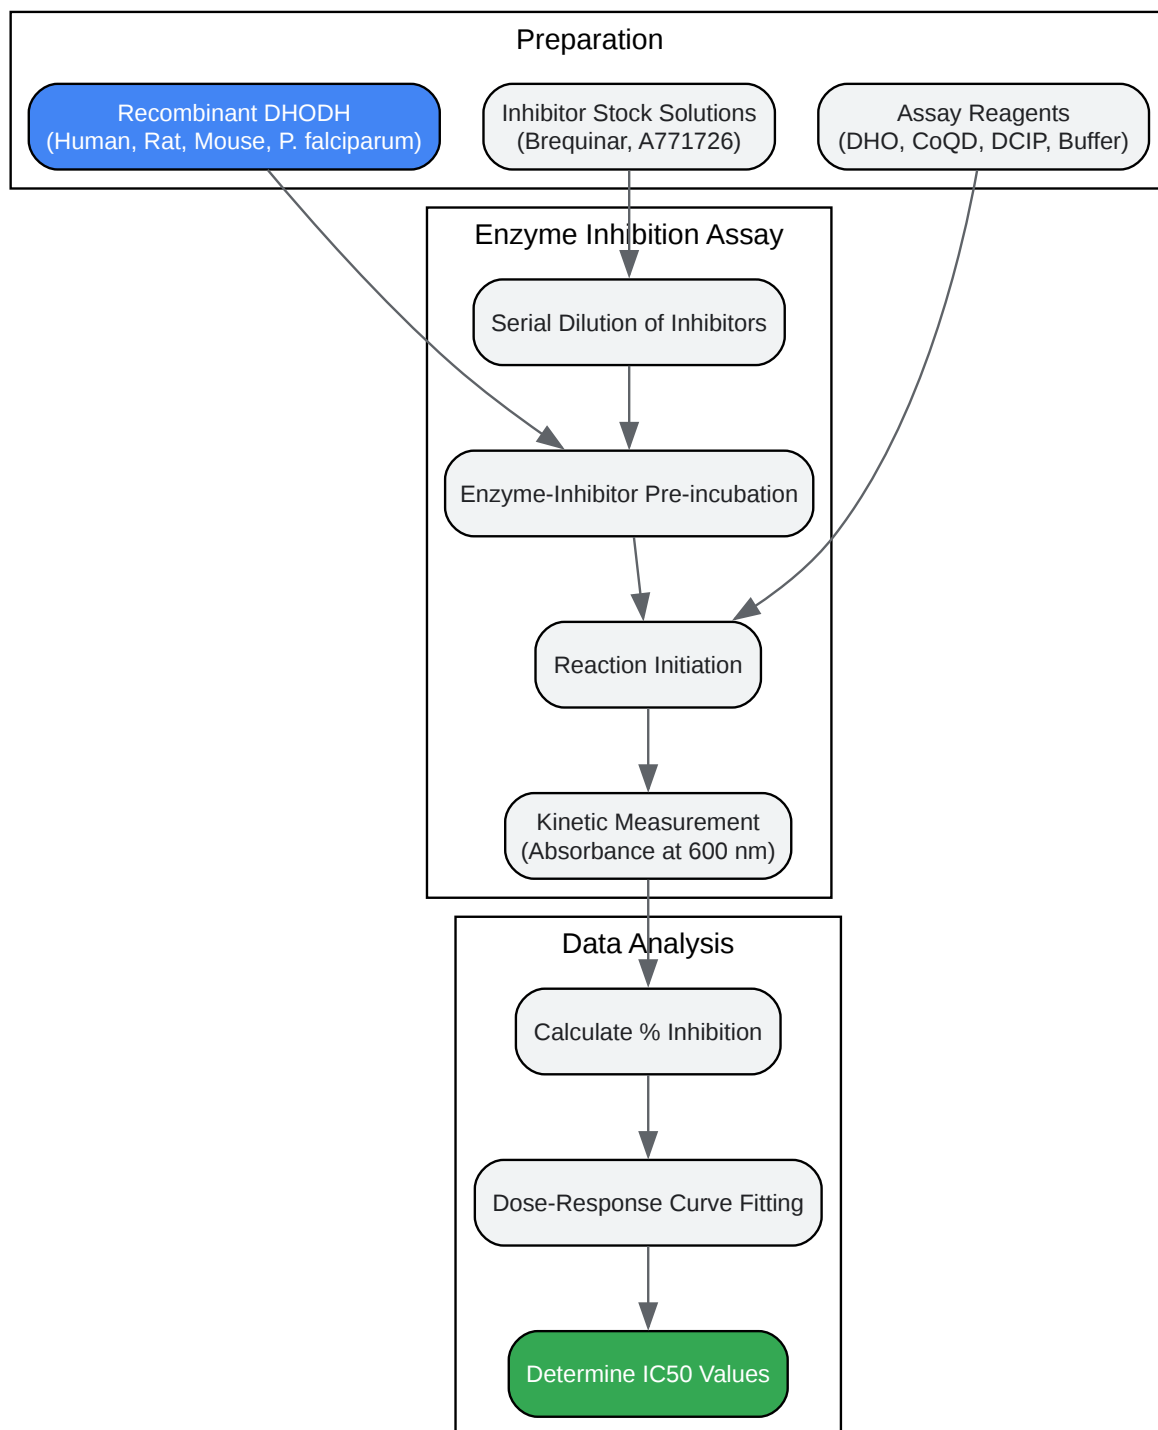 Preparation
Recombinant DHODH
(Human, Rat, Mouse, P. falciparum)
Inhibitor Stock Solutions
(Brequinar, A771726)
Assay Reagents
(DHO, CoQD, DCIP, Buffer)
Enzyme Inhibition Assay
Serial Dilution of Inhibitors
Enzyme-Inhibitor Pre-incubation
Reaction Initiation
Kinetic Measurement
(Absorbance at 600 nm)
Data Analysis
Calculate % Inhibition
Dose-Response Curve Fitting
Determine IC50 Values